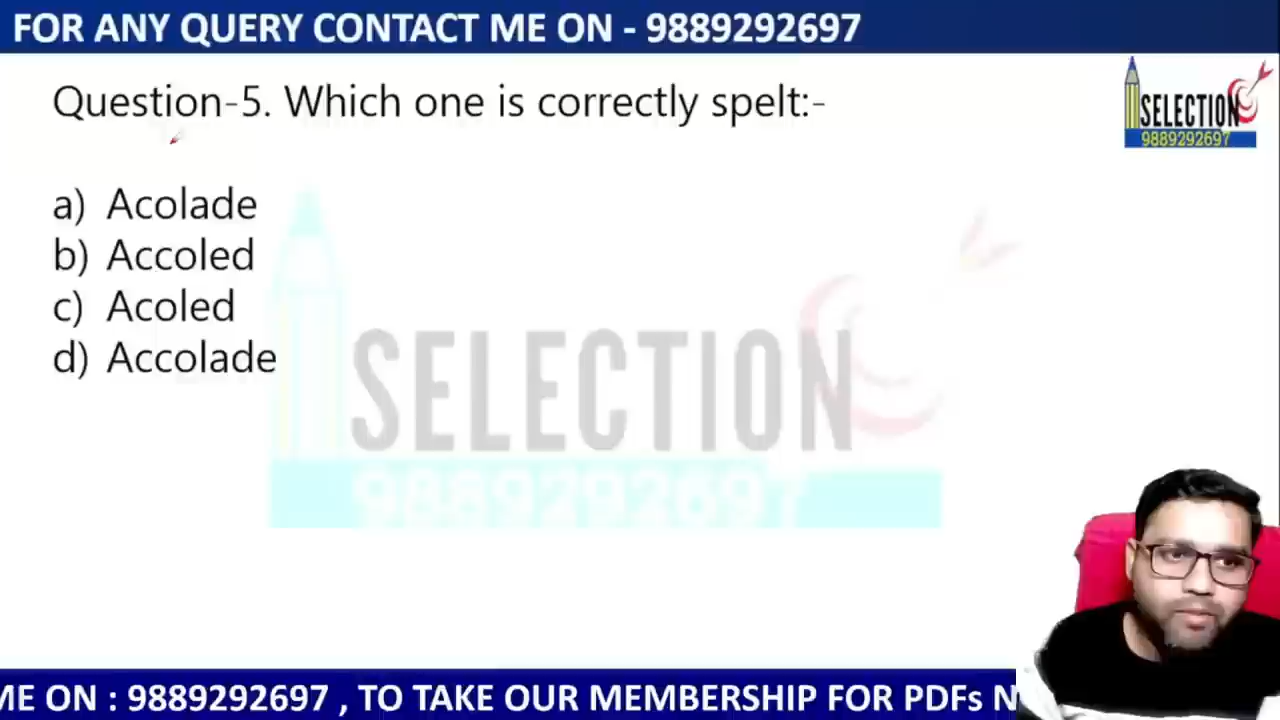 FOR ANY QUERY CONTACT ME ON - 9889292697
SELECTION
9889292697
Question-5. Which one is correctly spelt:-
a) Acolade
b) Accoled
c) Acoled
d) Accolade
SELECTION
9889292697
ME ON : 9889292697 , TO TAKE OUR MEMBERSHIP FOR PDFs N